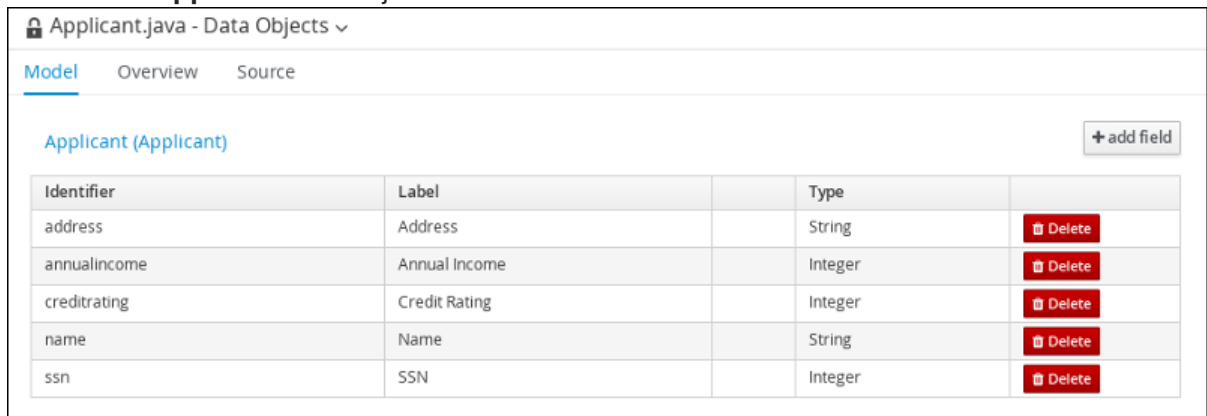 Applicant.java - Data Objects
Model Overview Source
Applicant (Applicant)
+ add field
Identifier Label Type
address Address String Delete
annualincome Annual Income Integer Delete
creditrating Credit Rating Integer Delete
name Name String Delete
ssn SSN Integer Delete